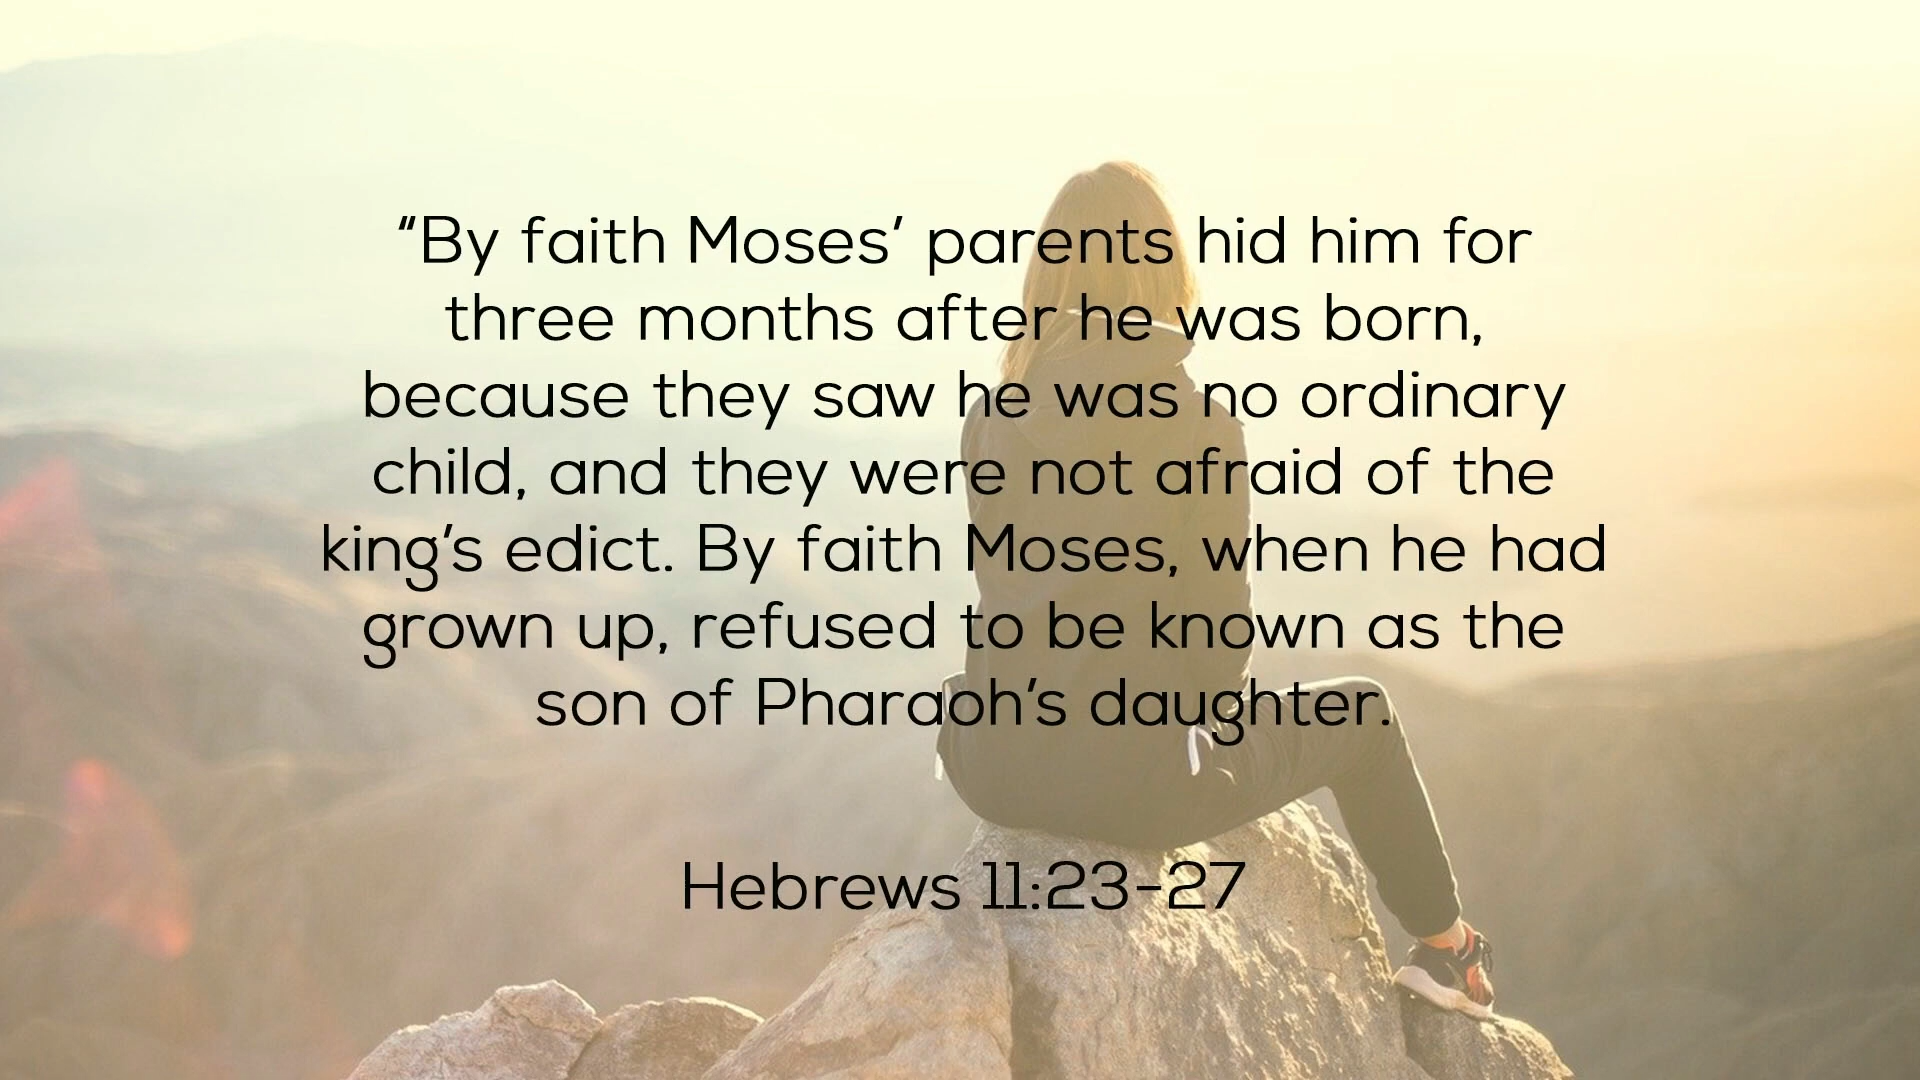 “By faith Moses’ parents hid him for
three months after he was born,
because they saw he was no ordinary
child, and they were not afraid of the
king’s edict. By faith Moses, when he had
grown up, refused to be known as the
son of Pharaoh’s daughter.
Hebrews 11:23-27